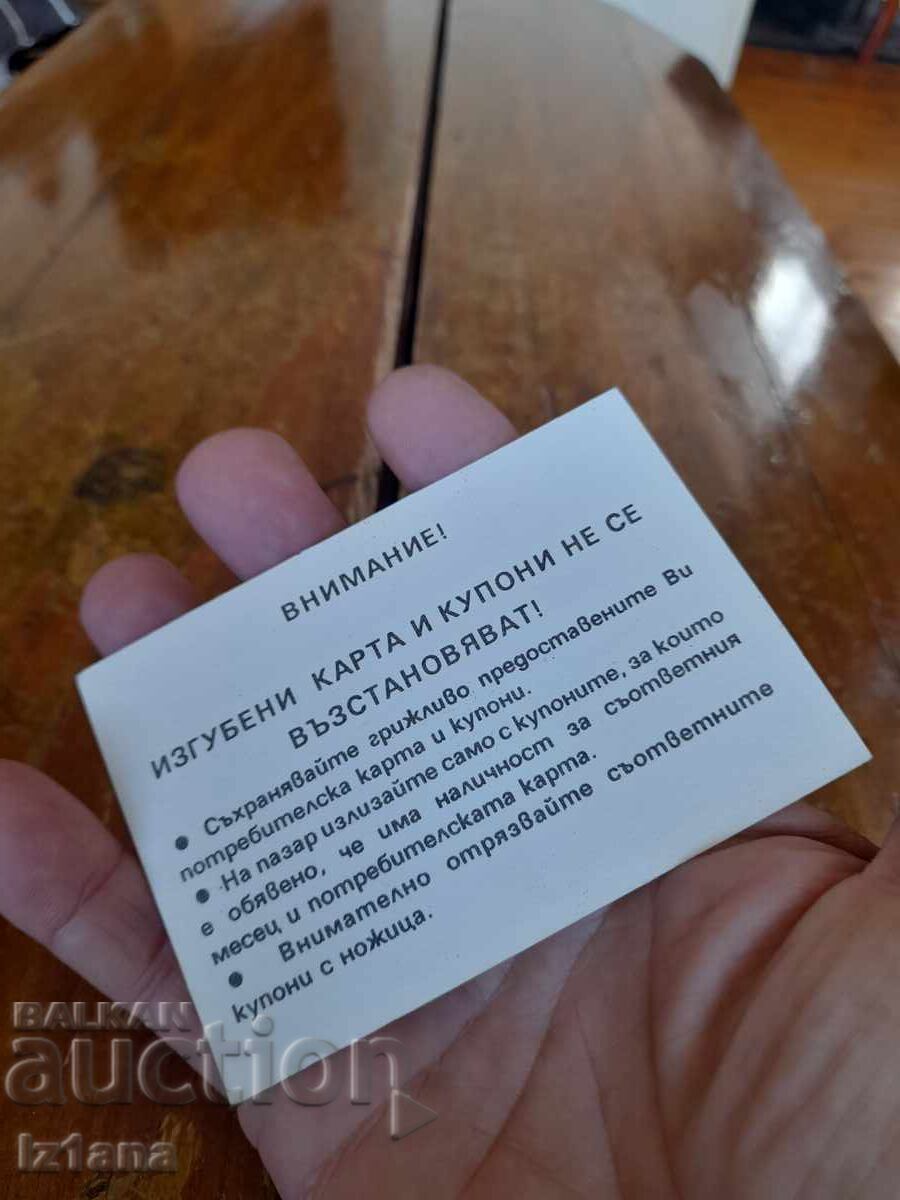 ВНИМАНИЕ!
ИЗГУБЕНИ КАРТА И КУПОНИ НЕ СЕ
ВЪЗСТАНОВЯВАТ!
● Съхранявайте грижливо предоставените Ви
потребителска карта и купони.
● На пазар излизайте само с купоните, за които
е обявено, че има наличност за съответния
месец и потребителската карта.
● Внимателно отрязвайте съответните
купони с ножица.
BALKAN
auction
Iz1ana